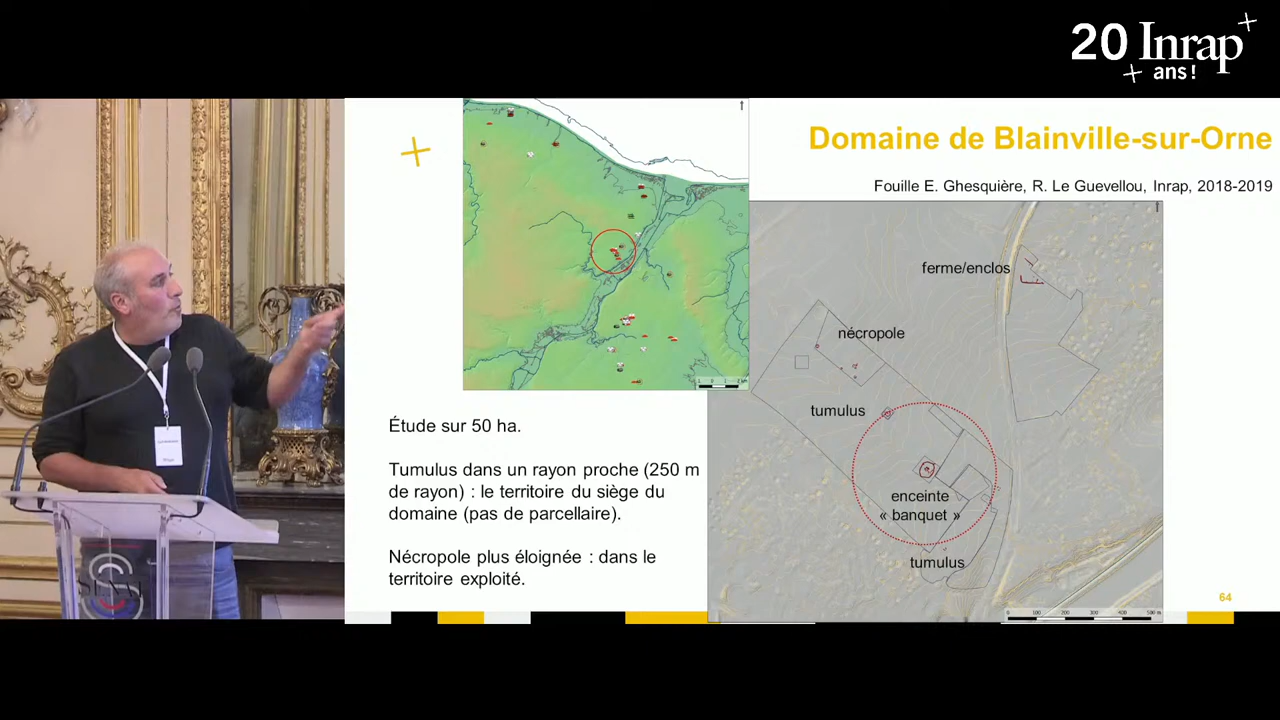 20 Inrap
ans !
Domaine de Blainville-sur-Orne
Fouille E. Ghesquière, R. Le Guevellou, Inrap, 2018-2019
ferme/enclos
nécropole
tumulus
enceinte
« banquet »
tumulus
Étude sur 50 ha.
Tumulus dans un rayon proche (250 m
de rayon) : le territoire du siège du
domaine (pas de parcellaire).
Nécropole plus éloignée : dans le
territoire exploité.
64